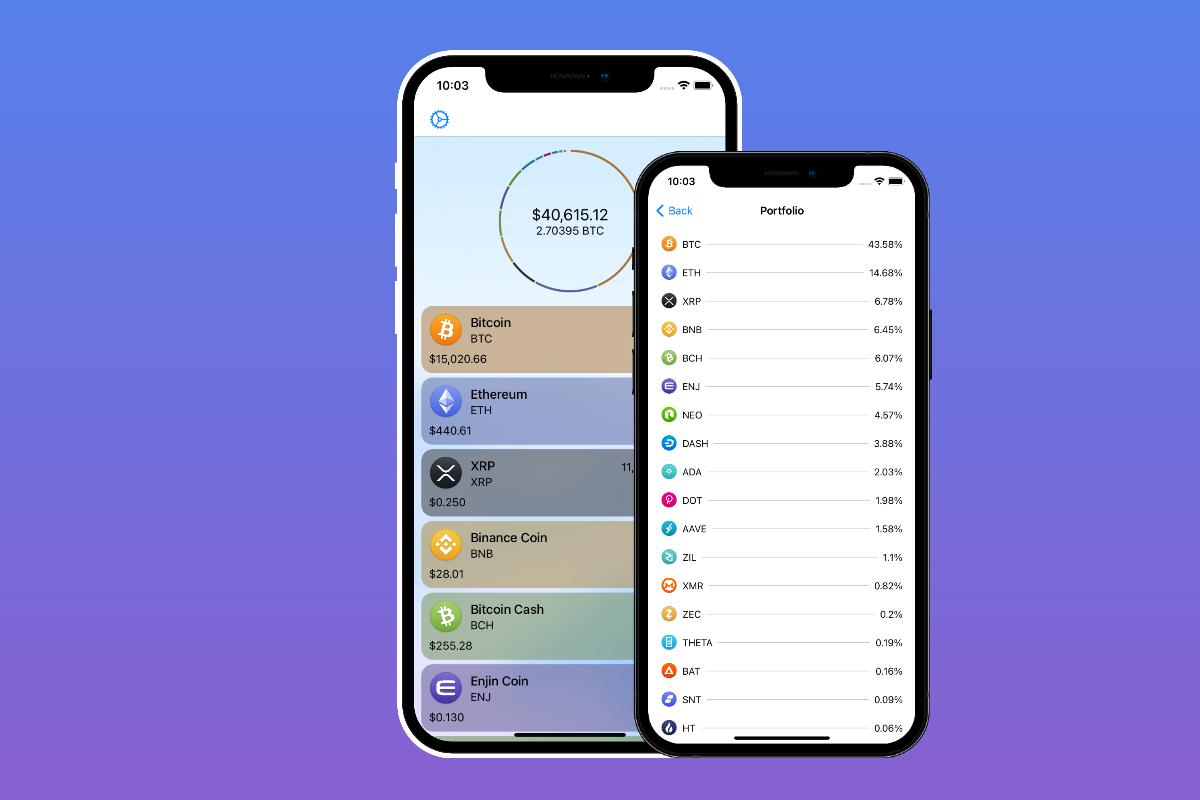 10:03
$40,615.12
2.70395 BTC
Bitcoin
BTC
$15,020.66
Ethereum
ETH
$440.61
XRP
11,
XRP
$0.250
Binance Coin
BNB
$28.01
Bitcoin Cash
BCH
$255.28
Enjin Coin
ENJ
$0.130
10:03
Back Portfolio
BTC 43.58%
ETH 14.68%
XRP 6.78%
BNB 6.45%
BCH 6.07%
ENJ 5.74%
NEO 4.57%
DASH 3.88%
ADA 2.03%
DOT 1.98%
AAVE 1.58%
ZIL 1.1%
XMR 0.82%
ZEC 0.2%
THETA 0.19%
BAT 0.16%
SNT 0.09%
HT 0.06%